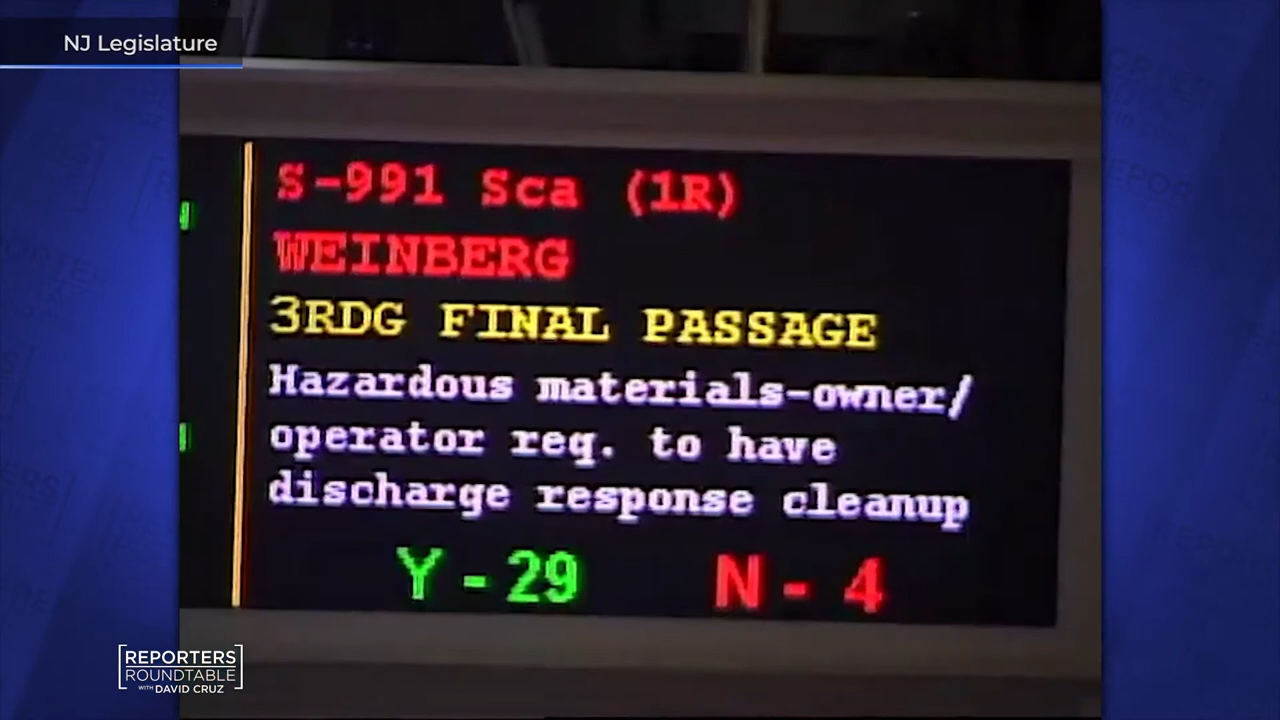 NJ Legislature
S-991 Sca (1R)
WEINBERG
3RDG FINAL PASSAGE
Hazardous materials-owner/
operator req. to have
discharge response cleanup
Y - 29 N - 4
REPORTERS
ROUNDTABLE
WITH DAVID CRUZ